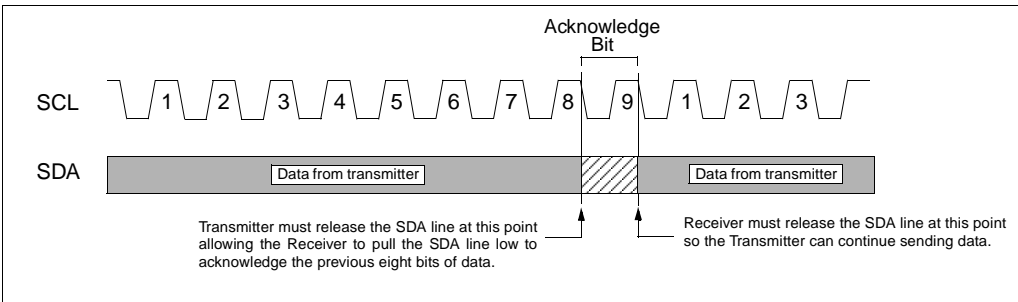 Acknowledge
Bit
SCL 1 2 3 4 5 6 7 8 9 1 2 3
SDA Data from transmitter Data from transmitter
Transmitter must release the SDA line at this point
allowing the Receiver to pull the SDA line low to
acknowledge the previous eight bits of data.
Receiver must release the SDA line at this point
so the Transmitter can continue sending data.